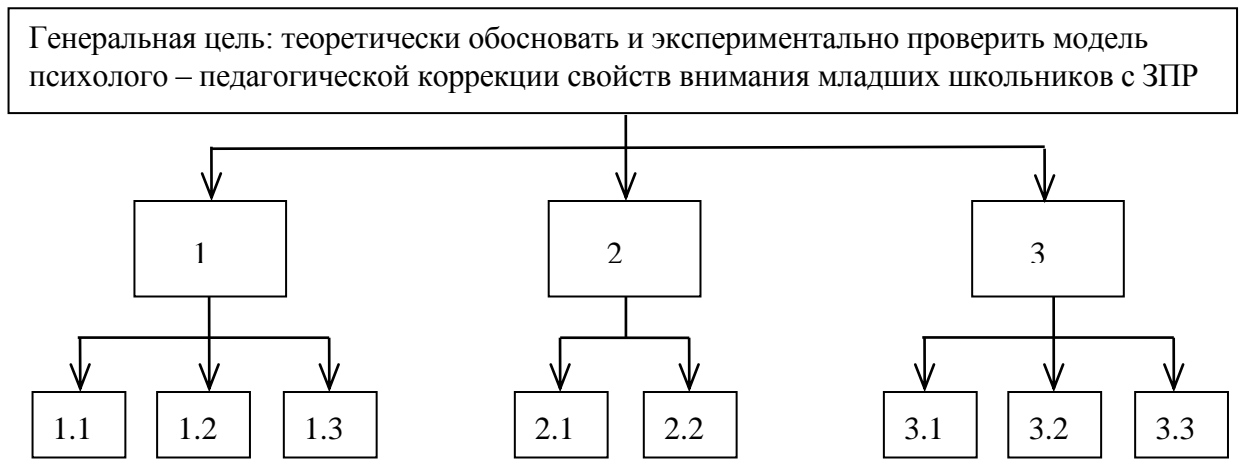 Генеральная цель: теоретически обосновать и экспериментально проверить модель
психолого – педагогической коррекции свойств внимания младших школьников с ЗПР
1 2 3
1.1 1.2 1.3 2.1 2.2 3.1 3.2 3.3